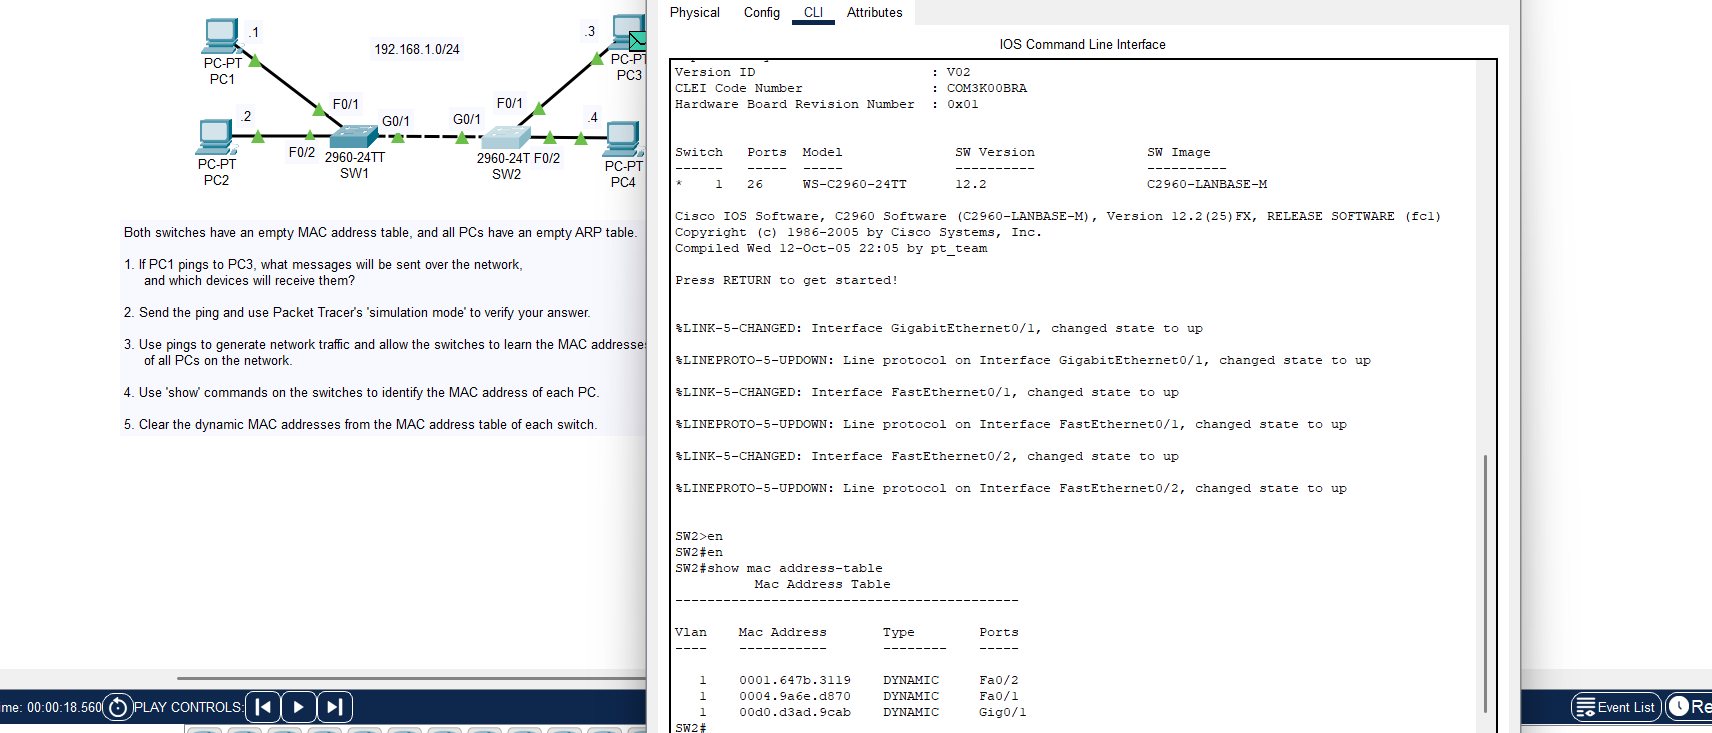 .1
192.168.1.0/24
.3
PC-PT
PC1
PC-PT
PC3
F0/1
F0/1
.2
G0/1
G0/1
.4
F0/2
2960-24TT
SW1
2960-24T F0/2
SW2
PC-PT
PC2
PC-PT
PC4
Both switches have an empty MAC address table, and all PCs have an empty ARP table.
1. If PC1 pings to PC3, what messages will be sent over the network,
and which devices will receive them?
2. Send the ping and use Packet Tracer's 'simulation mode' to verify your answer.
3. Use pings to generate network traffic and allow the switches to learn the MAC addresse
of all PCs on the network.
4. Use 'show' commands on the switches to identify the MAC address of each PC.
5. Clear the dynamic MAC addresses from the MAC address table of each switch.
ime: 00:00:18.560 PLAY CONTROLS:
Physical Config CLI Attributes
IOS Command Line Interface
Version ID : V02
CLEI Code Number : COM3K00BRA
Hardware Board Revision Number : 0x01
Switch Ports Model SW Version SW Image
------ ----- ----- ---------- ----------
* 1 26 WS-C2960-24TT 12.2 C2960-LANBASE-M
Cisco IOS Software, C2960 Software (C2960-LANBASE-M), Version 12.2(25)FX, RELEASE SOFTWARE (fc1)
Copyright (c) 1986-2005 by Cisco Systems, Inc.
Compiled Wed 12-Oct-05 22:05 by pt_team
Press RETURN to get started!
%LINK-5-CHANGED: Interface GigabitEthernet0/1, changed state to up
%LINEPROTO-5-UPDOWN: Line protocol on Interface GigabitEthernet0/1, changed state to up
%LINK-5-CHANGED: Interface FastEthernet0/1, changed state to up
%LINEPROTO-5-UPDOWN: Line protocol on Interface FastEthernet0/1, changed state to up
%LINK-5-CHANGED: Interface FastEthernet0/2, changed state to up
%LINEPROTO-5-UPDOWN: Line protocol on Interface FastEthernet0/2, changed state to up
SW2>en
SW2#en
SW2#show mac address-table
Mac Address Table
-------------------------------------------
Vlan Mac Address Type Ports
---- ----------- -------- -----
1 0001.647b.3119 DYNAMIC Fa0/2
1 0004.9a6e.d870 DYNAMIC Fa0/1
1 00d0.d3ad.9cab DYNAMIC Gig0/1
SW2#
Event List
Re